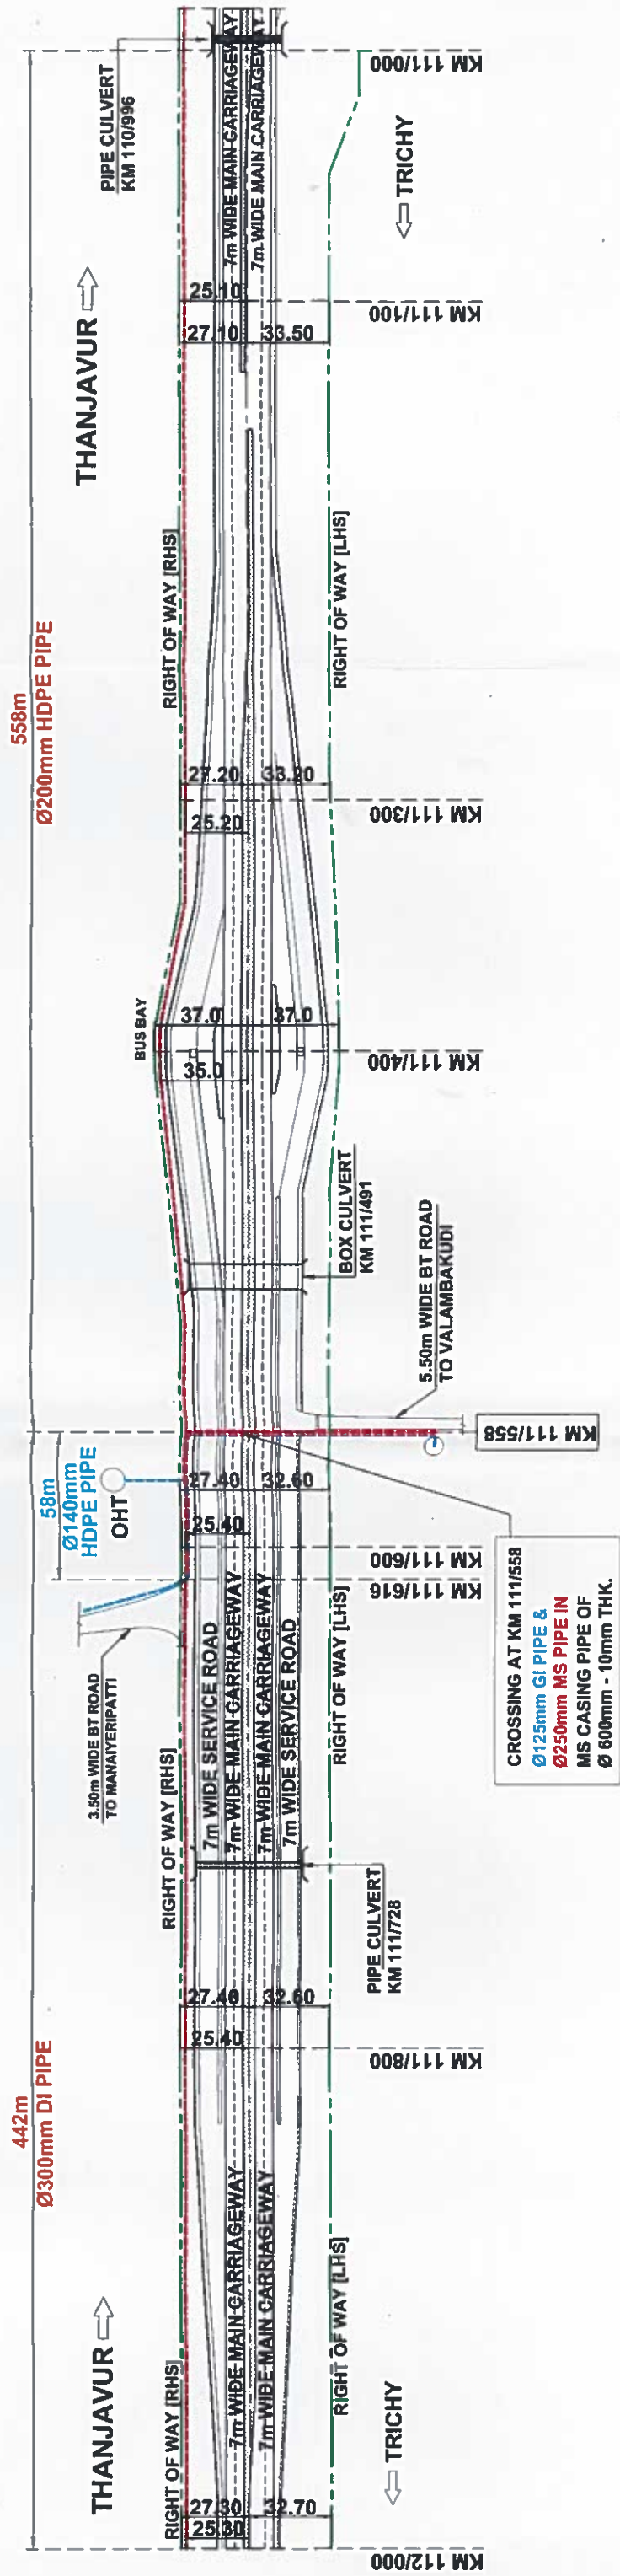 558m
Ø200mm HDPE PIPE
PIPE CULVERT
KM 110/996
THANJAVUR
7m WIDE MAIN CARRIAGEWAY
7m WIDE MAIN CARRIAGEWAY
KM 111/000
TRICHY
25.10
27.10
33.50
KM 111/100
RIGHT OF WAY [RHS]
RIGHT OF WAY [LHS]
27.20
33.20
25.20
KM 111/300
BUS BAY
37.0
37.0
35.0
KM 111/400
BOX CULVERT
KM 111/491
5.50m WIDE BT ROAD
TO VALAMBAKUDI
KM 111/558
58m
Ø140mm
HDPE PIPE
OHT
27.40
32.60
25.40
KM 111/600
KM 111/616
CROSSING AT KM 111/558
Ø125mm GI PIPE &
Ø250mm MS PIPE IN
MS CASING PIPE OF
Ø 600mm - 10mm THK.
3.50m WIDE BT ROAD
TO MANAIYERIPATTI
RIGHT OF WAY [RHS]
7m WIDE SERVICE ROAD
7m WIDE MAIN CARRIAGEWAY
7m WIDE MAIN CARRIAGEWAY
7m WIDE SERVICE ROAD
RIGHT OF WAY [LHS]
PIPE CULVERT
KM 111/728
442m
Ø300mm DI PIPE
27.40
32.60
25.40
KM 111/800
THANJAVUR
RIGHT OF WAY [RHS]
7m WIDE MAIN CARRIAGEWAY
7m WIDE MAIN CARRIAGEWAY
RIGHT OF WAY [LHS]
TRICHY
27.30
32.70
25.30
KM 112/000